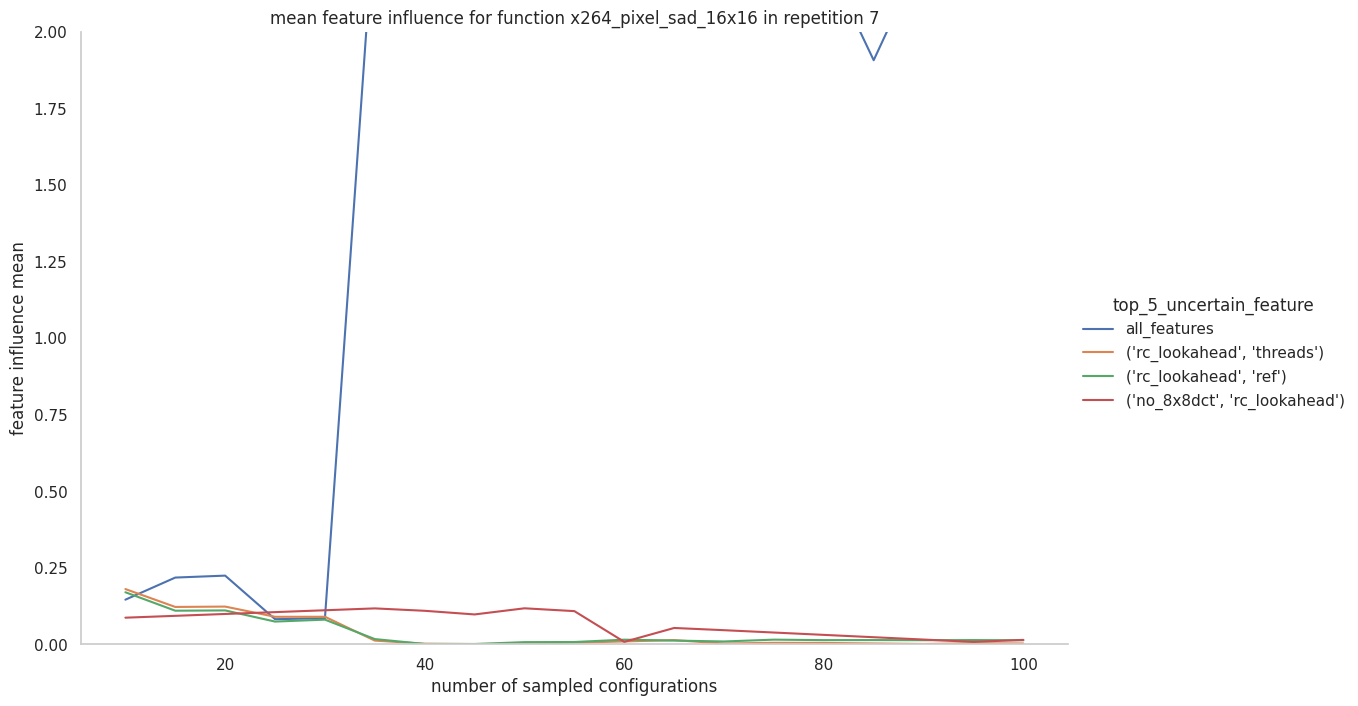 mean feature influence for function x264_pixel_sad_16x16 in repetition 7
2.00
1.75
1.50
1.25
1.00
0.75
0.50
0.25
0.00
feature influence mean
20
40
60
80
100
number of sampled configurations
top_5_uncertain_feature
all_features
('rc_lookahead', 'threads')
('rc_lookahead', 'ref')
('no_8x8dct', 'rc_lookahead')